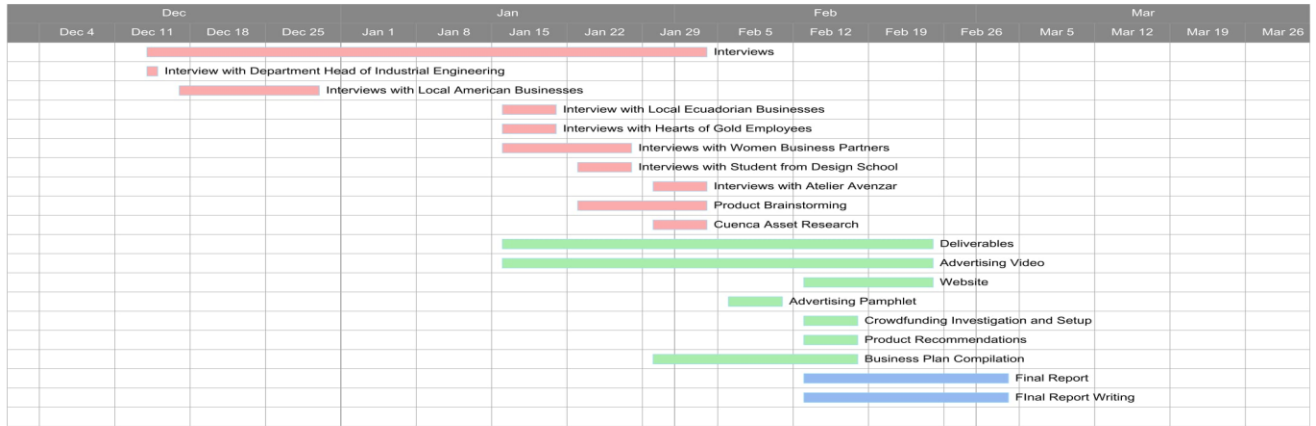 Dec Jan Feb Mar
Dec 4 Dec 11 Dec 18 Dec 25 Jan 1 Jan 8 Jan 15 Jan 22 Jan 29 Feb 5 Feb 12 Feb 19 Feb 26 Mar 5 Mar 12 Mar 19 Mar 26
Interviews
Interview with Department Head of Industrial Engineering
Interviews with Local American Businesses
Interview with Local Ecuadorian Businesses
Interviews with Hearts of Gold Employees
Interviews with Women Business Partners
Interviews with Student from Design School
Interviews with Atelier Avenzar
Product Brainstorming
Cuenca Asset Research
Deliverables
Advertising Video
Website
Advertising Pamphlet
Crowdfunding Investigation and Setup
Product Recommendations
Business Plan Compilation
Final Report
FInal Report Writing